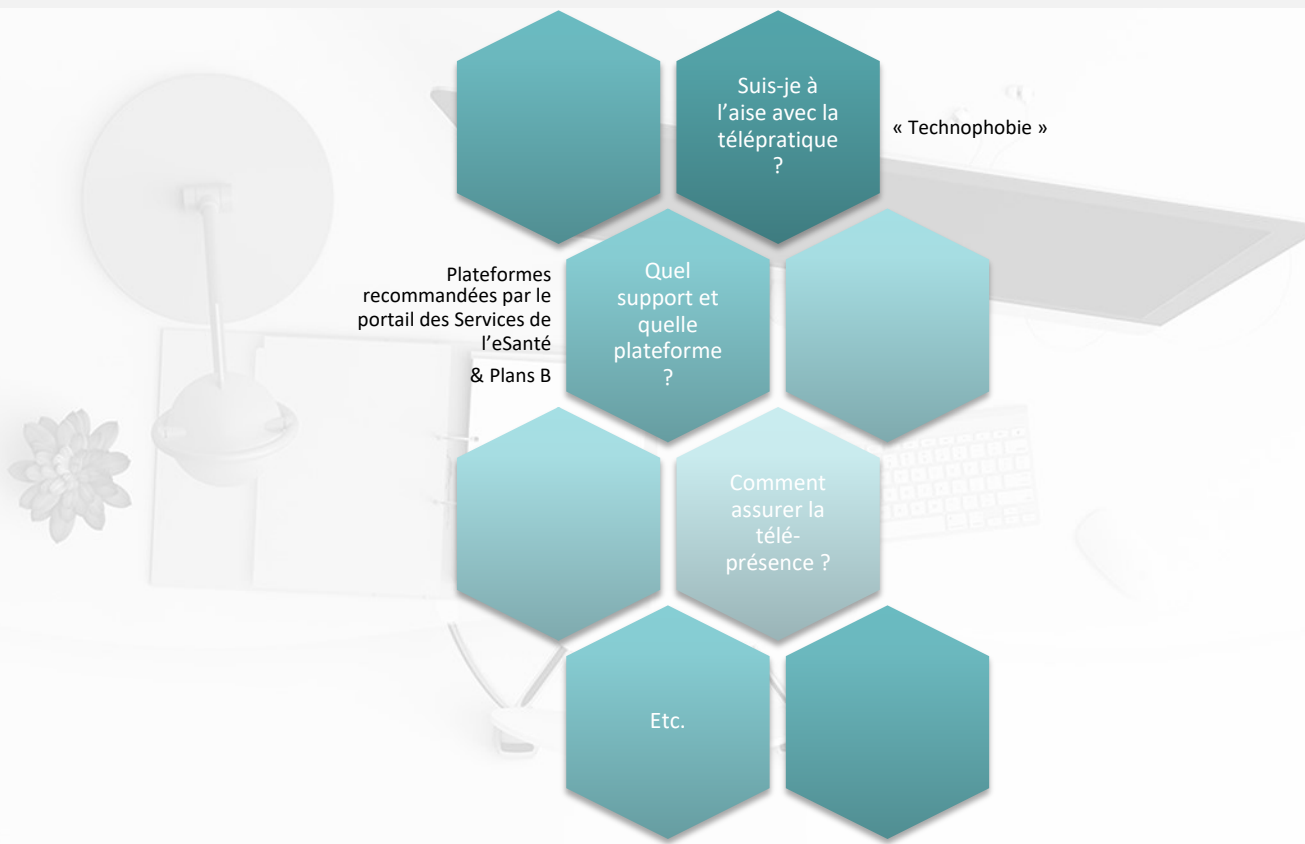 Suis-je à
l’aise avec la
télépratique
?
« Technophobie »
Plateformes
recommandées par le
portail des Services de
l’eSanté
& Plans B
Quel
support et
quelle
plateforme
?
Comment
assurer la
télé-
présence ?
Etc.